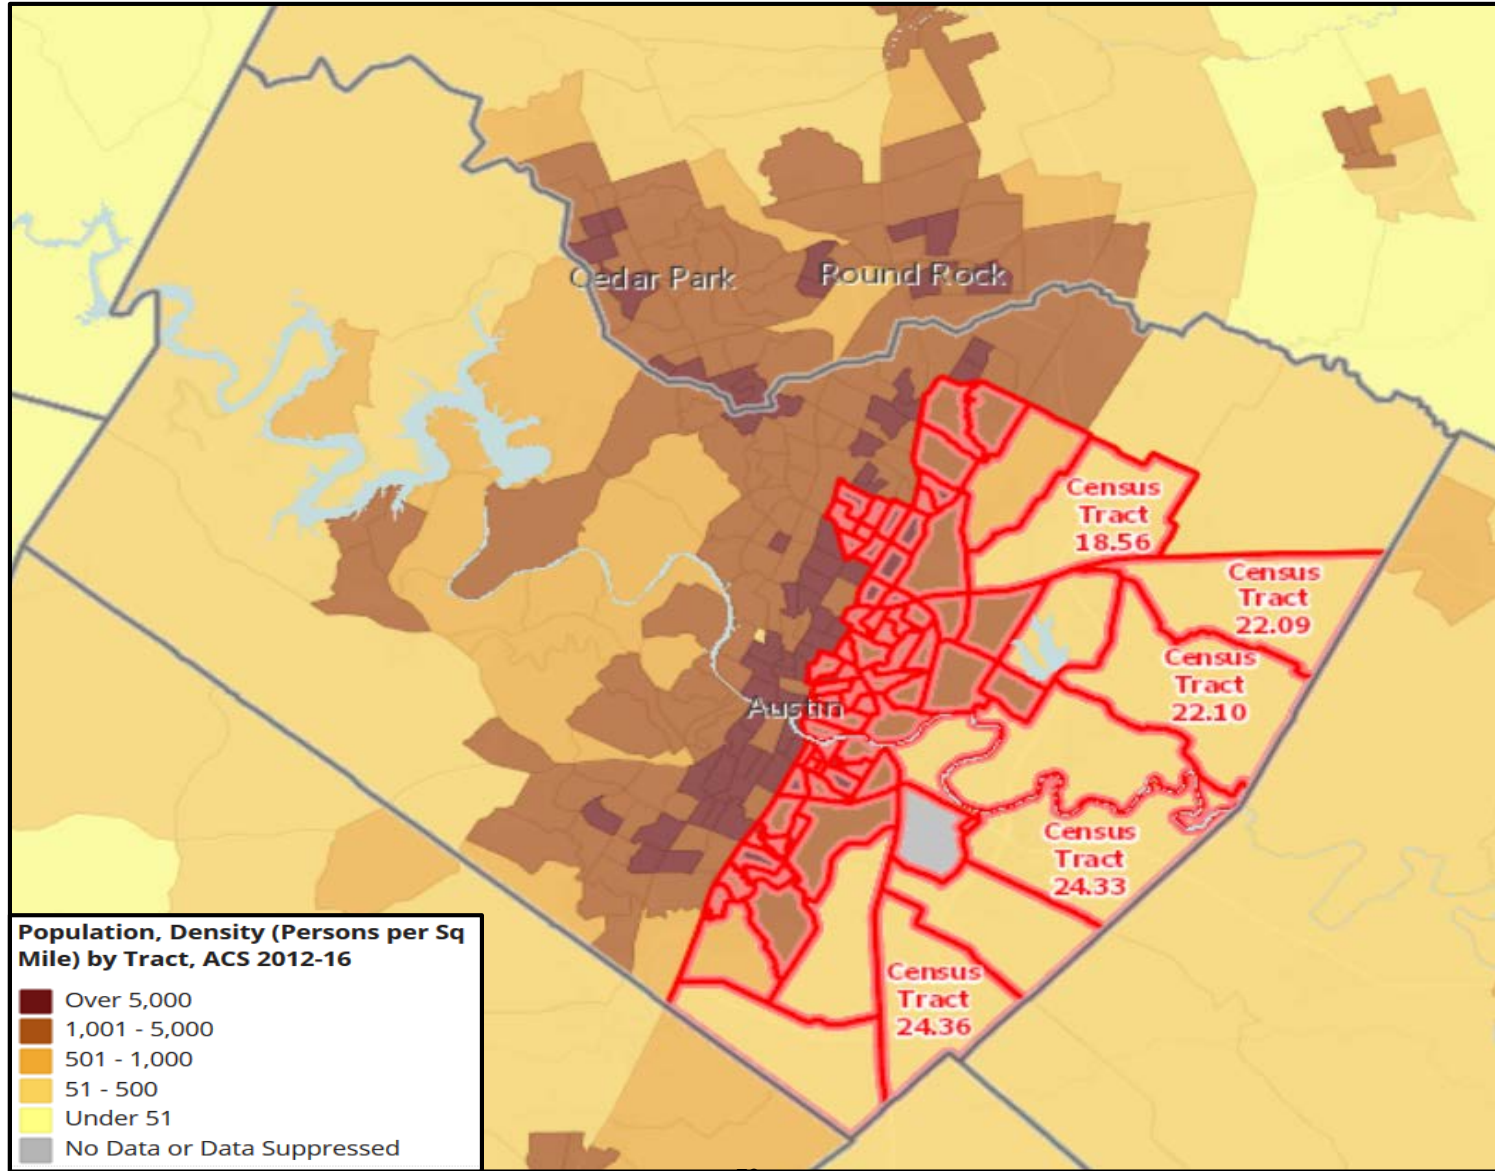 Cedar Park
Round Rock
Census
Tract
18.56
Census
Tract
22.09
Census
Tract
22.10
Austin
Census
Tract
24.33
Census
Tract
24.36
Population, Density (Persons per Sq
Mile) by Tract, ACS 2012-16
Over 5,000
1,001 - 5,000
501 - 1,000
51 - 500
Under 51
No Data or Data Suppressed